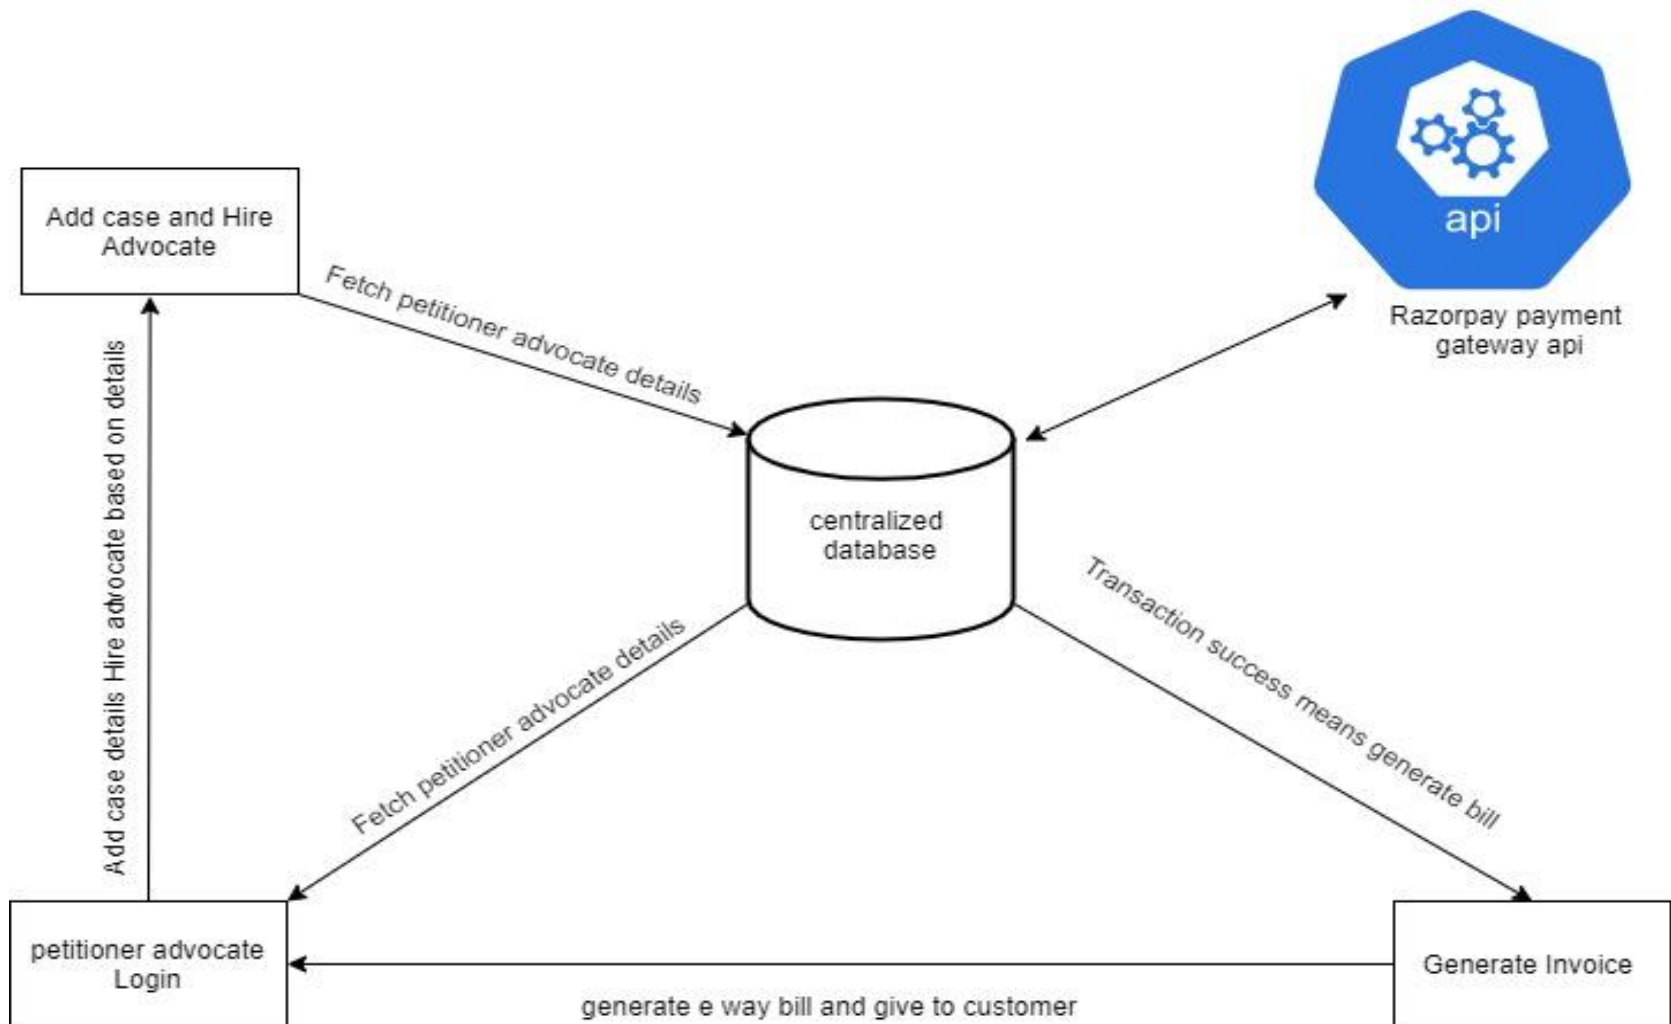 api
Razorpay payment
gateway api
Add case and Hire
Advocate
Fetch petitioner advocate details
Add case details Hire advocate based on details
centralized
database
Transaction success means generate bill
Fetch petitioner advocate details
petitioner advocate
Login
Generate Invoice
generate e way bill and give to customer